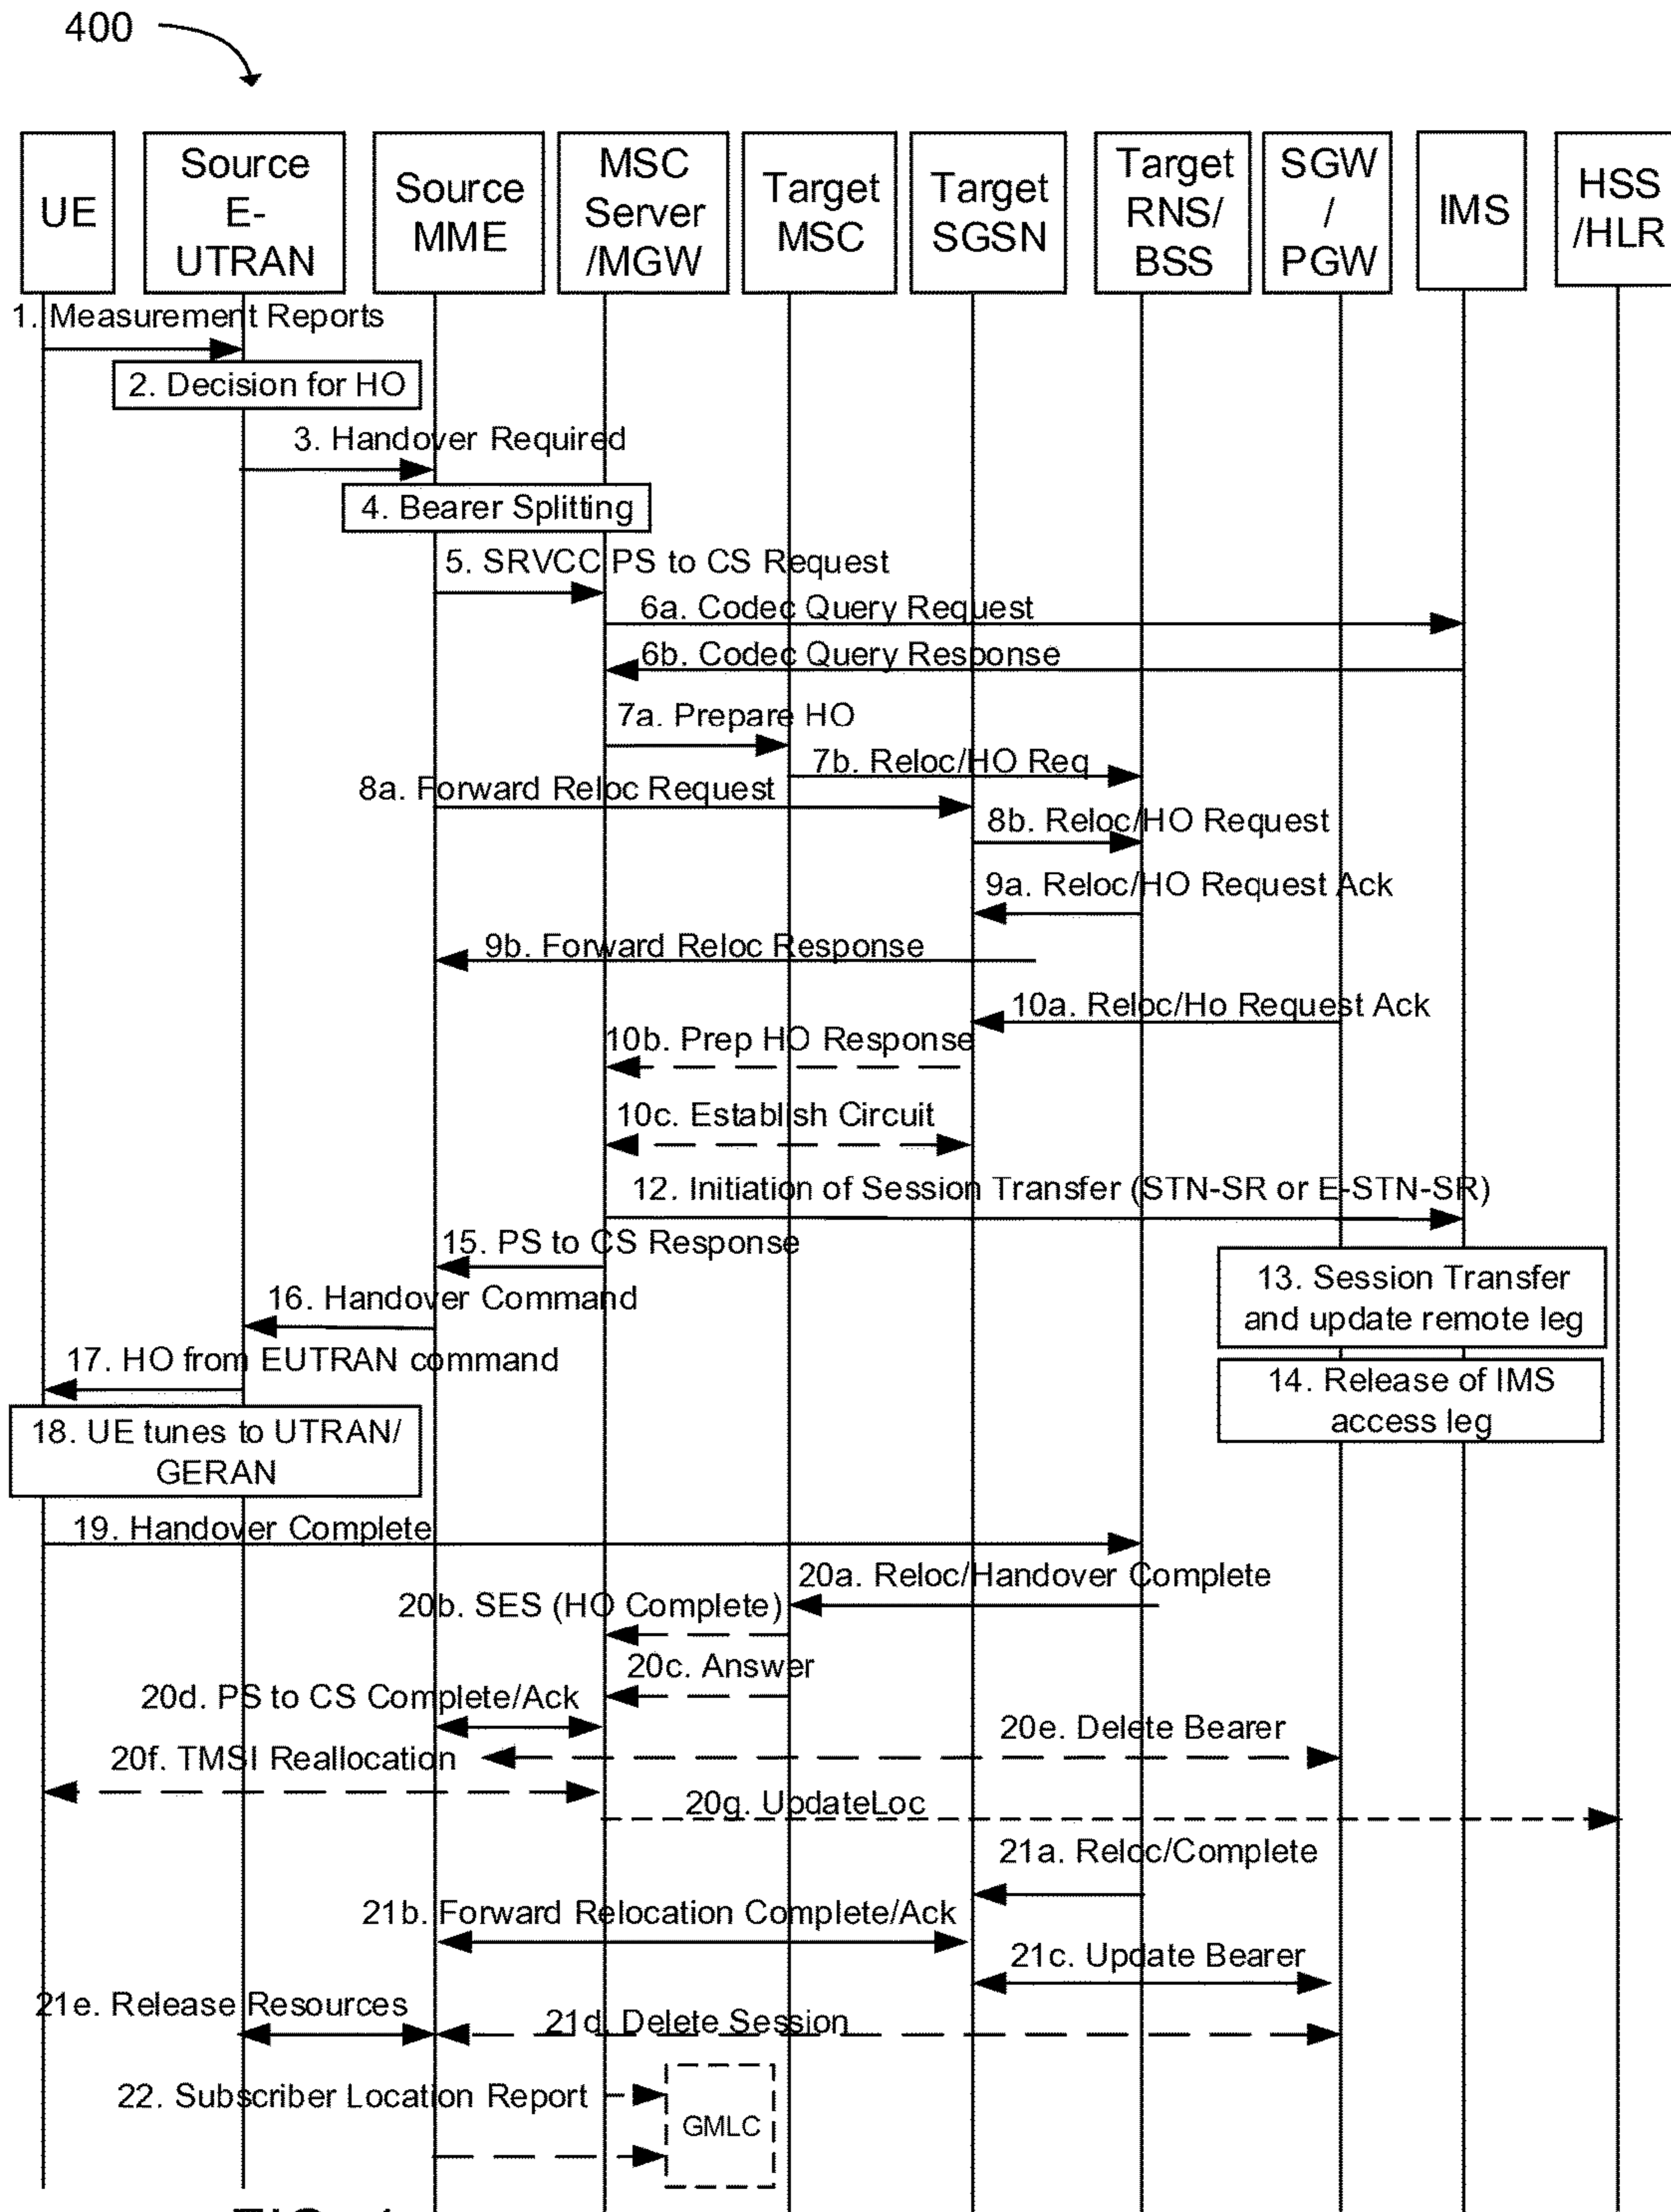 400
UE
Source
E-
UTRAN
Source
MME
MSC
Server
/MGW
Target
MSC
Target
SGSN
Target
RNS/
BSS
SGW
/
PGW
IMS
HSS
/HLR
1. Measurement Reports
2. Decision for HO
3. Handover Required
4. Bearer Splitting
5. SRVCC PS to CS Request
6a. Codec Query Request
6b. Codec Query Response
7a. Prepare HO
7b. Reloc/HO Req
8a. Forward Reloc Request
8b. Reloc/HO Request
9a. Reloc/HO Request Ack
9b. Forward Reloc Response
10a. Reloc/Ho Request Ack
10b. Prep HO Response
10c. Establish Circuit
12. Initiation of Session Transfer (STN-SR or E-STN-SR)
15. PS to CS Response
13. Session Transfer
and update remote leg
16. Handover Command
17. HO from EUTRAN command
14. Release of IMS
access leg
18. UE tunes to UTRAN/
GERAN
19. Handover Complete
20a. Reloc/Handover Complete
20b. SES (HO Complete)
20c. Answer
20d. PS to CS Complete/Ack
20e. Delete Bearer
20f. TMSI Reallocation
20g. UpdateLoc
21a. Reloc/Complete
21b. Forward Relocation Complete/Ack
21c. Update Bearer
21e. Release Resources
21d. Delete Session
22. Subscriber Location Report
GMLC